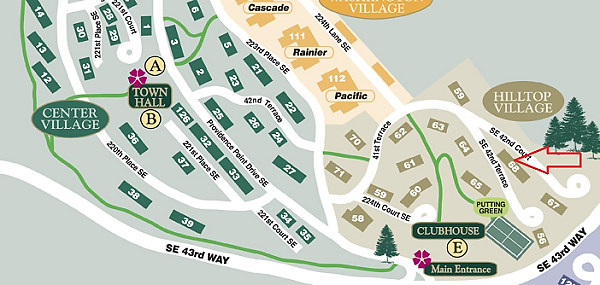 Cascade
WASHINGTON
VILLAGE
224th Lane SE
111
Rainier
112
Pacific
14
13
12
30
31
29
28
221st Place SE
221st Court
1
3
2
6
5
23
21
22
223rd Place SE
42nd Terrace
A
TOWN
HALL
B
CENTER
VILLAGE
126
25
26
24
27
32
33
36
38
39
34
35
220th Place SE
221st Place SE
Providence Point Drive SE
221st Court SE
SE 43rd WAY
HILLTOP
VILLAGE
59
SE 42nd Court
SE 42nd Terrace
68
67
56
70
71
62
63
64
61
60
59
58
65
41st Terrace
224th Court SE
PUTTING
GREEN
CLUBHOUSE
E
Main Entrance
SE 43rd WAY